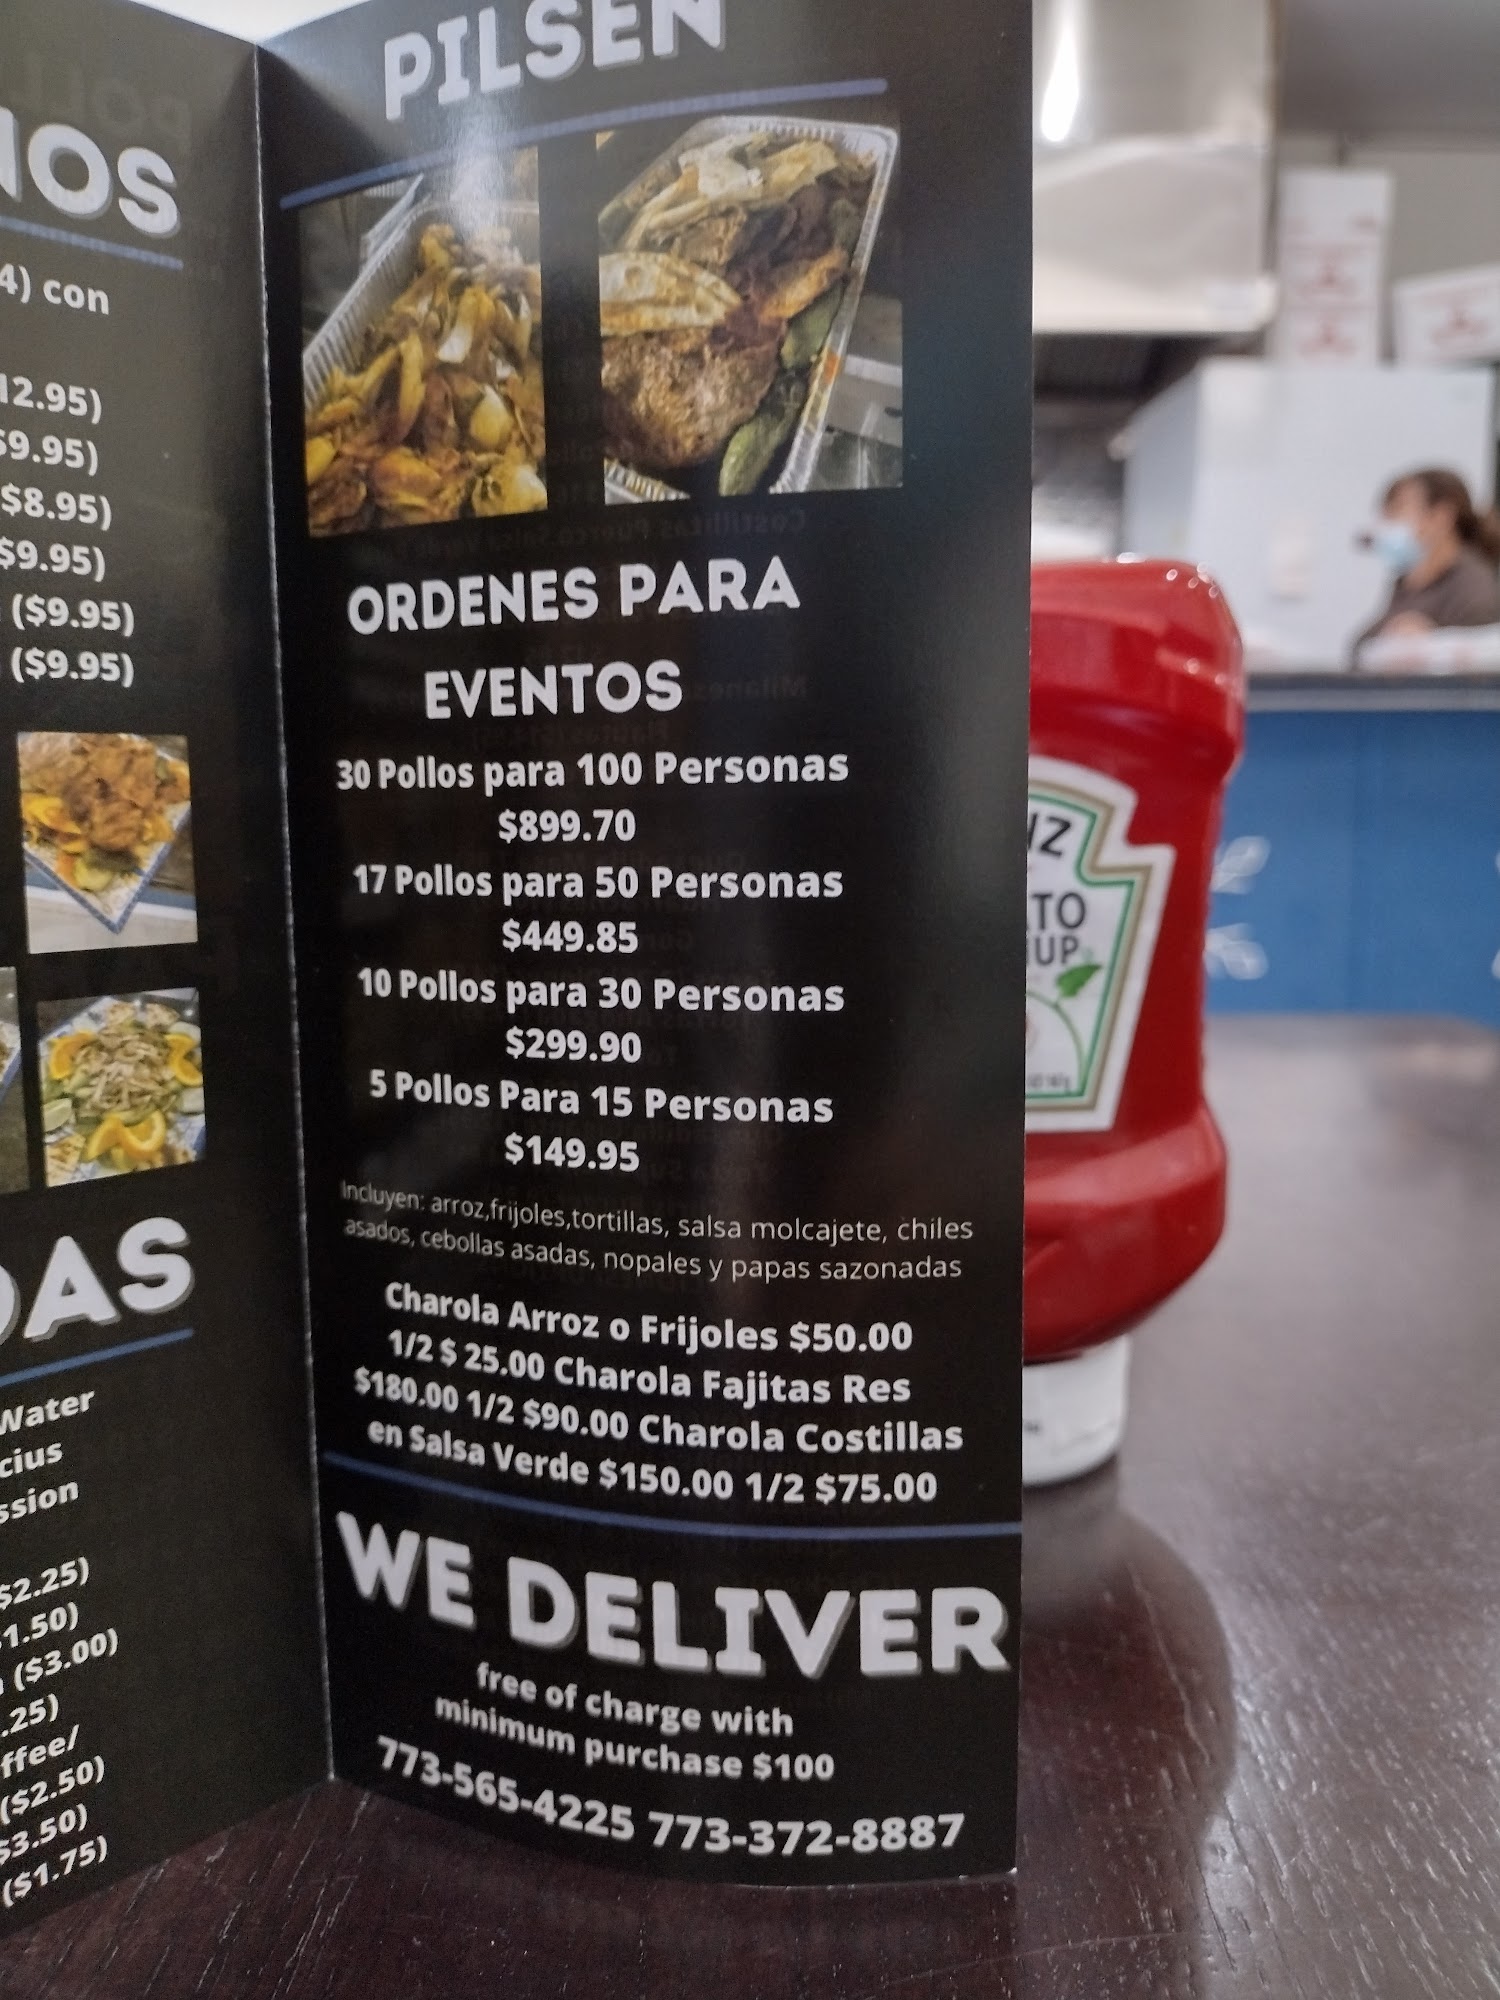 4) con
12.95)
$9.95)
($8.95)
($9.95)
($9.95)
($9.95)
Water
($2.25)
1.50)
($3.00)
.25)
($2.50)
$3.50)
($1.75)
PILSEN
ORDENES PARA
EVENTOS
30 Pollos para 100 Personas
$899.70
17 Pollos para 50 Personas
$449.85
10 Pollos para 30 Personas
$299.90
5 Pollos Para 15 Personas
$149.95
Incluyen: arroz,frijoles,tortillas, salsa molcajete, chiles
asados, cebollas asadas, nopales y papas sazonadas
Charola Arroz o Frijoles $50.00
1/2 $ 25.00 Charola Fajitas Res
$180.00 1/2 $90.00 Charola Costillas
en Salsa Verde $150.00 1/2 $75.00
WE DELIVER
free of charge with
minimum purchase $100
773-565-4225 773-372-8887
NZ
TO
UP